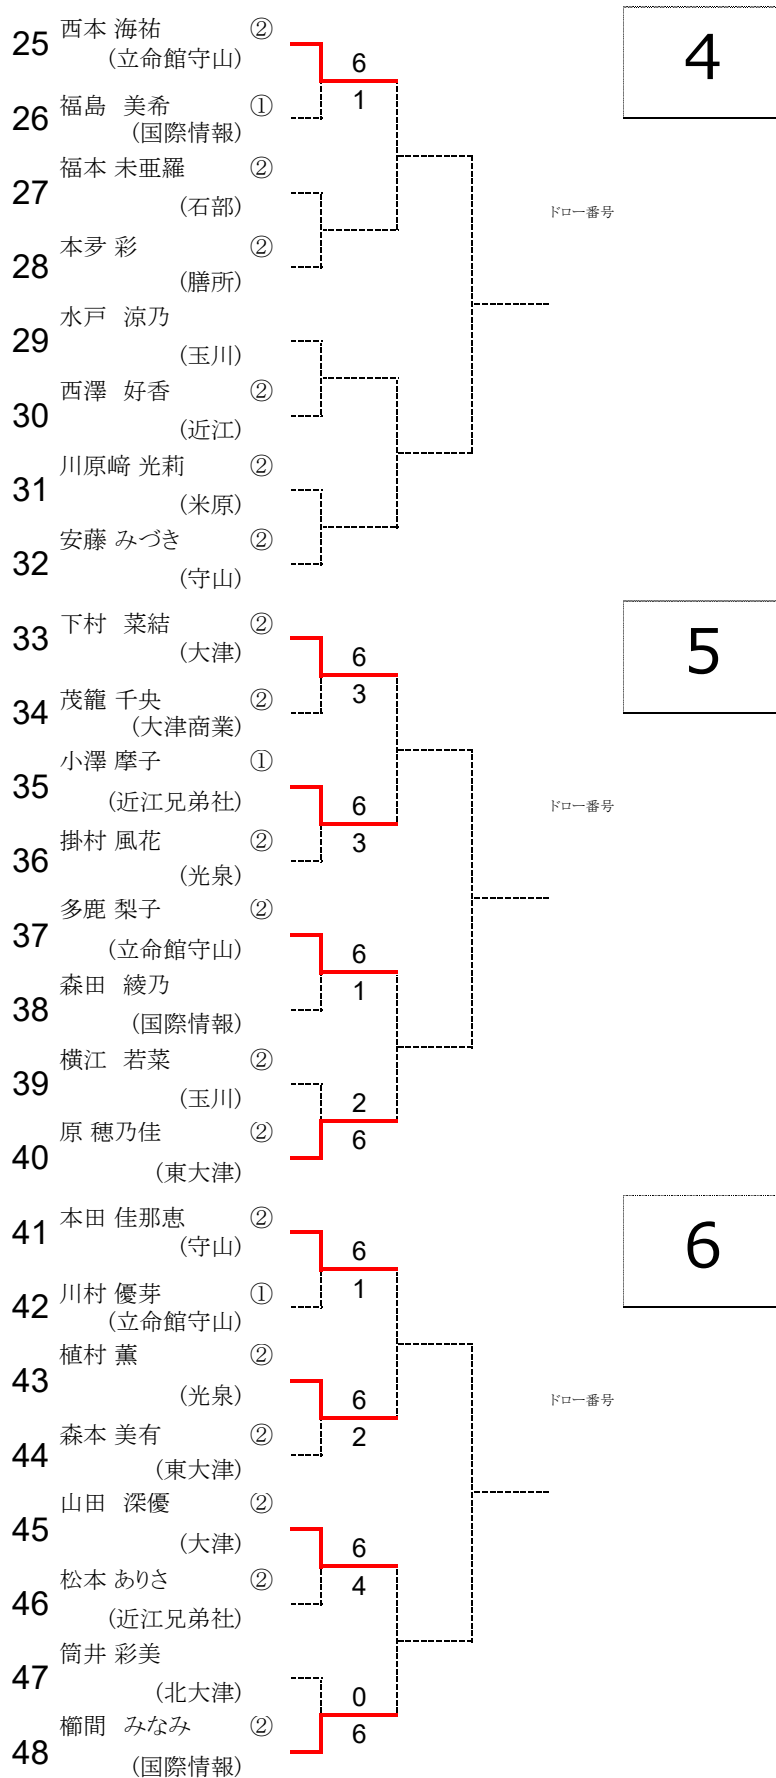 25 西本 海祐 ②
(立命館守山)
6
1
26 福島 美希 ①
(国際情報)
27 福本 未亜羅 ②
(石部)
28 本夛 彩 ②
(膳所)
29 水戸 涼乃
(玉川)
30 西澤 好香 ②
(近江)
31 川原﨑 光莉 ②
(米原)
32 安藤 みづき ②
(守山)
4
ドロー番号
33 下村 菜結 ②
(大津)
6
3
34 茂籠 千央 ②
(大津商業)
35 小澤 摩子 ①
(近江兄弟社)
6
3
36 掛村 風花 ②
(光泉)
37 多鹿 梨子 ②
(立命館守山)
6
1
38 森田 綾乃
(国際情報)
39 横江 若菜 ②
(玉川)
2
6
40 原 穂乃佳 ②
(東大津)
5
ドロー番号
41 本田 佳那恵 ②
(守山)
6
1
42 川村 優芽 ①
(立命館守山)
43 植村 薫 ②
(光泉)
6
2
44 森本 美有 ②
(東大津)
45 山田 深優 ②
(大津)
6
4
46 松本 ありさ ②
(近江兄弟社)
47 筒井 彩美
(北大津)
0
6
48 櫛間 みなみ ②
(国際情報)
6
ドロー番号